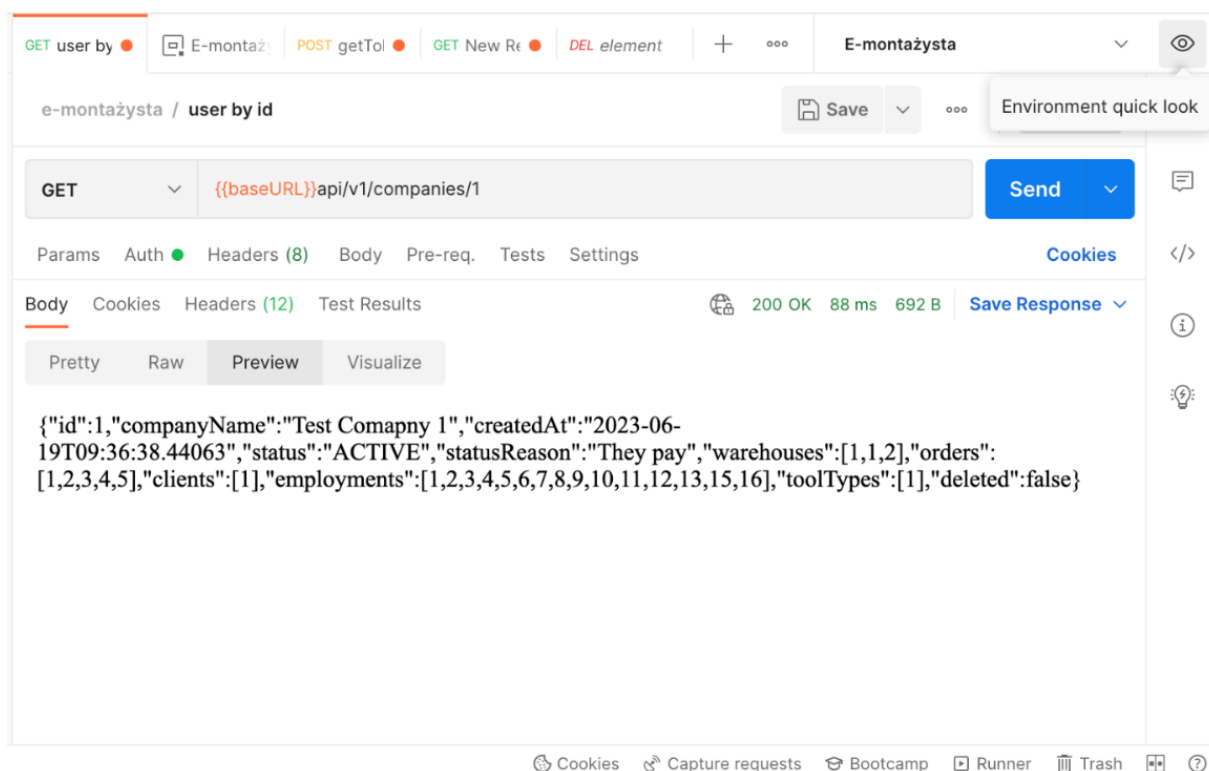 GET user by E-montaż POST getTol GET New Re DEL element E-montażysta
e-montażysta / user by id Save Environment quick look
GET {{baseURL}}api/v1/companies/1 Send
Params Auth Headers (8) Body Pre-req. Tests Settings Cookies
Body Cookies Headers (12) Test Results 200 OK 88 ms 692 B Save Response
Pretty Raw Preview Visualize
{"id":1,"companyName":"Test Comapny 1","createdAt":"2023-06-
19T09:36:38.44063","status":"ACTIVE","statusReason":"They pay","warehouses":[1,1,2],"orders":
[1,2,3,4,5],"clients":[1],"employments":[1,2,3,4,5,6,7,8,9,10,11,12,13,15,16],"toolTypes":[1],"deleted":false}
Cookies Capture requests Bootcamp Runner Trash